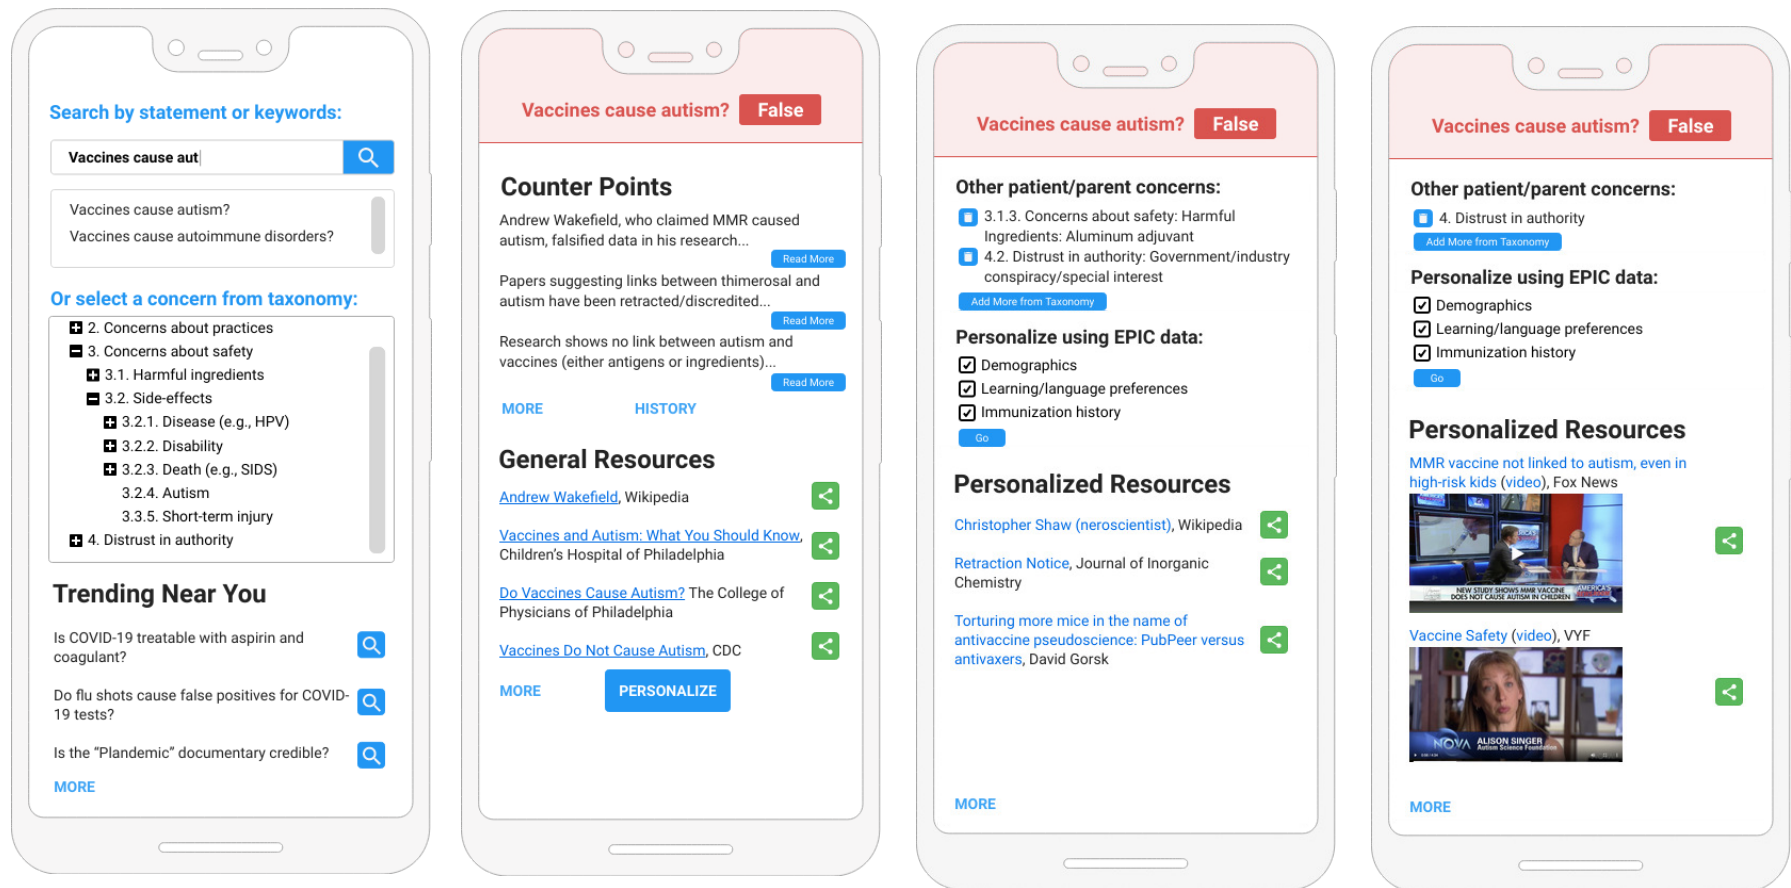 Search by statement or keywords:
Vaccines cause aut
Vaccines cause autism?
Vaccines cause autoimmune disorders?
Or select a concern from taxonomy:
2. Concerns about practices
3. Concerns about safety
3.1. Harmful ingredients
3.2. Side-effects
3.2.1. Disease (e.g., HPV)
3.2.2. Disability
3.2.3. Death (e.g., SIDS)
3.2.4. Autism
3.3.5. Short-term injury
4. Distrust in authority
Trending Near You
Is COVID-19 treatable with aspirin and
coagulant?
Do flu shots cause false positives for COVID-
19 tests?
Is the “Plandemic” documentary credible?
MORE
Vaccines cause autism? False
Counter Points
Andrew Wakefield, who claimed MMR caused
autism, falsified data in his research...
Read More
Papers suggesting links between thimerosal and
autism have been retracted/discredited...
Read More
Research shows no link between autism and
vaccines (either antigens or ingredients)...
Read More
MORE HISTORY
General Resources
Andrew Wakefield, Wikipedia
Vaccines and Autism: What You Should Know,
Children’s Hospital of Philadelphia
Do Vaccines Cause Autism? The College of
Physicians of Philadelphia
Vaccines Do Not Cause Autism, CDC
MORE PERSONALIZE
Vaccines cause autism? False
Other patient/parent concerns:
3.1.3. Concerns about safety: Harmful
Ingredients: Aluminum adjuvant
4.2. Distrust in authority: Government/industry
conspiracy/special interest
Add More from Taxonomy
Personalize using EPIC data:
Demographics
Learning/language preferences
Immunization history
Go
Personalized Resources
Christopher Shaw (neroscientist), Wikipedia
Retraction Notice, Journal of Inorganic
Chemistry
Torturing more mice in the name of
antivaccine pseudoscience: PubPeer versus
antivaxers, David Gorsk
MORE
Vaccines cause autism? False
Other patient/parent concerns:
4. Distrust in authority
Add More from Taxonomy
Personalize using EPIC data:
Demographics
Learning/language preferences
Immunization history
Go
Personalized Resources
MMR vaccine not linked to autism, even in
high-risk kids (video), Fox News
NEW STUDY SHOWS MMR VACCINE
DOES NOT CAUSE AUTISM IN CHILDREN
Vaccine Safety (video), VYF
NOVA ALISON SINGER
Autism Science Foundation
MORE